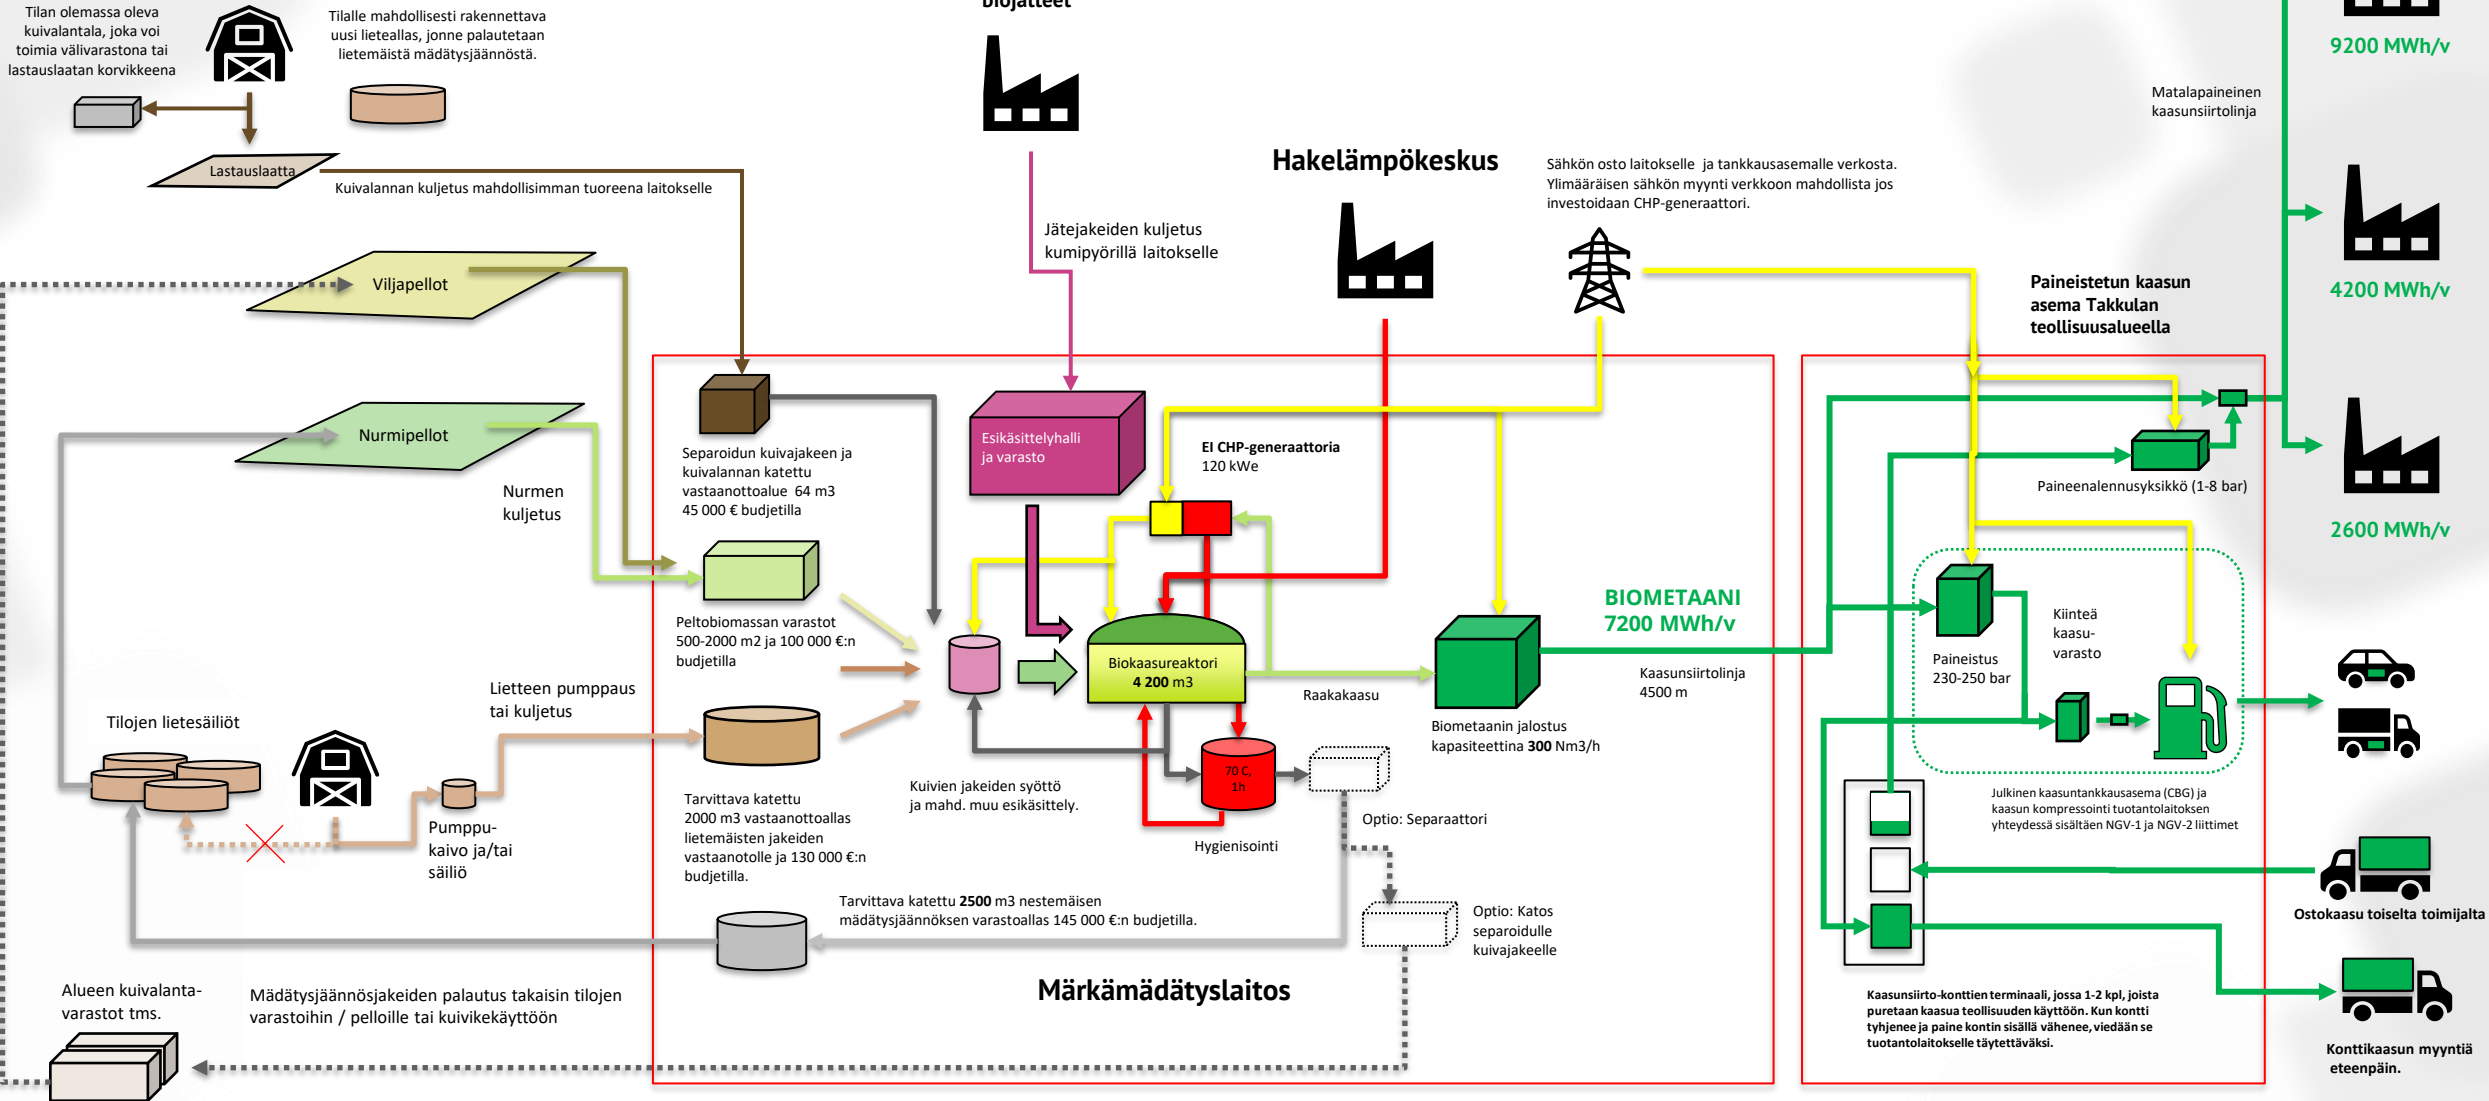 Tilan olemassa oleva
kuivalantala, joka voi
toimia välivarastona tai
lastauslaatan korvikkeena
Tilalle mahdollisesti rakennettava
uusi lieteallas, jonne palautetaan
lietemäistä mädätysjäännöstä.
biojätteet
9200 MWh/v
Matalapaineinen
kaasunsiirtolinja
Lastauslaatta
Kuivalannan kuljetus mahdollisimman tuoreena laitokselle
Hakelämpökeskus
Sähkön osto laitokselle ja tankkausasemalle verkosta.
Ylimääräisen sähkön myynti verkkoon mahdollista jos
investoidaan CHP-generaattori.
Jätejakeiden kuljetus
kumipyörillä laitokselle
Viljapellot
Paineistetun kaasun
asema Takkulan
teollisuusalueella
4200 MWh/v
Nurmipellot
Nurmen
kuljetus
Separoidun kuivajakeen ja
kuivalannan katettu
vastaanottoalue 64 m3
45 000 € budjetilla
Esikäsittelyhalli
ja varasto
EI CHP-generaattoria
120 kWe
Paineenalennusyksikkö (1-8 bar)
2600 MWh/v
Peltobiomassan varastot
500-2000 m2 ja 100 000 €:n
budjetilla
BIOMETAANI
7200 MWh/v
Kiinteä
kaasu-
varasto
Paineistus
230-250 bar
Biokaasureaktori
4 200 m3
Raakakaasu
Kaasunsiirtolinja
4500 m
Lietteen pumppaus
tai kuljetus
Tilojen lietesäiliöt
Biometaanin jalostus
kapasiteettina 300 Nm3/h
Kuivien jakeiden syöttö
ja mahd. muu esikäsittely.
70 C,
1h
Hygienisointi
Optio: Separaattori
Tarvittava katettu
2000 m3 vastaanottoallas
lietemäisten jakeiden
vastaanotolle ja 130 000 €:n
budjetilla.
Pumppu-
kaivo ja/tai
säiliö
Julkinen kaasuntankkausasema (CBG) ja
kaasun kompressointi tuotantolaitoksen
yhteydessä sisältäen NGV-1 ja NGV-2 liittimet
Tarvittava katettu 2500 m3 nestemäisen
mädätysjäännöksen varastoallas 145 000 €:n budjetilla.
Optio: Katos
separoidulle
kuivajakeelle
Ostokaasu toiselta toimijalta
Märkämädätyslaitos
Alueen kuivalanta-
varastot tms.
Mädätysjäännösjakeiden palautus takaisin tilojen
varastoihin / pelloille tai kuivikekäyttöön
Kaasunsiirto-konttien terminaali, jossa 1-2 kpl, joista
puretaan kaasua teollisuuden käyttöön. Kun kontti
tyhjenee ja paine kontin sisällä vähenee, viedään se
tuotantolaitokselle täytettäväksi.
Konttikaasun myyntiä
eteenpäin.